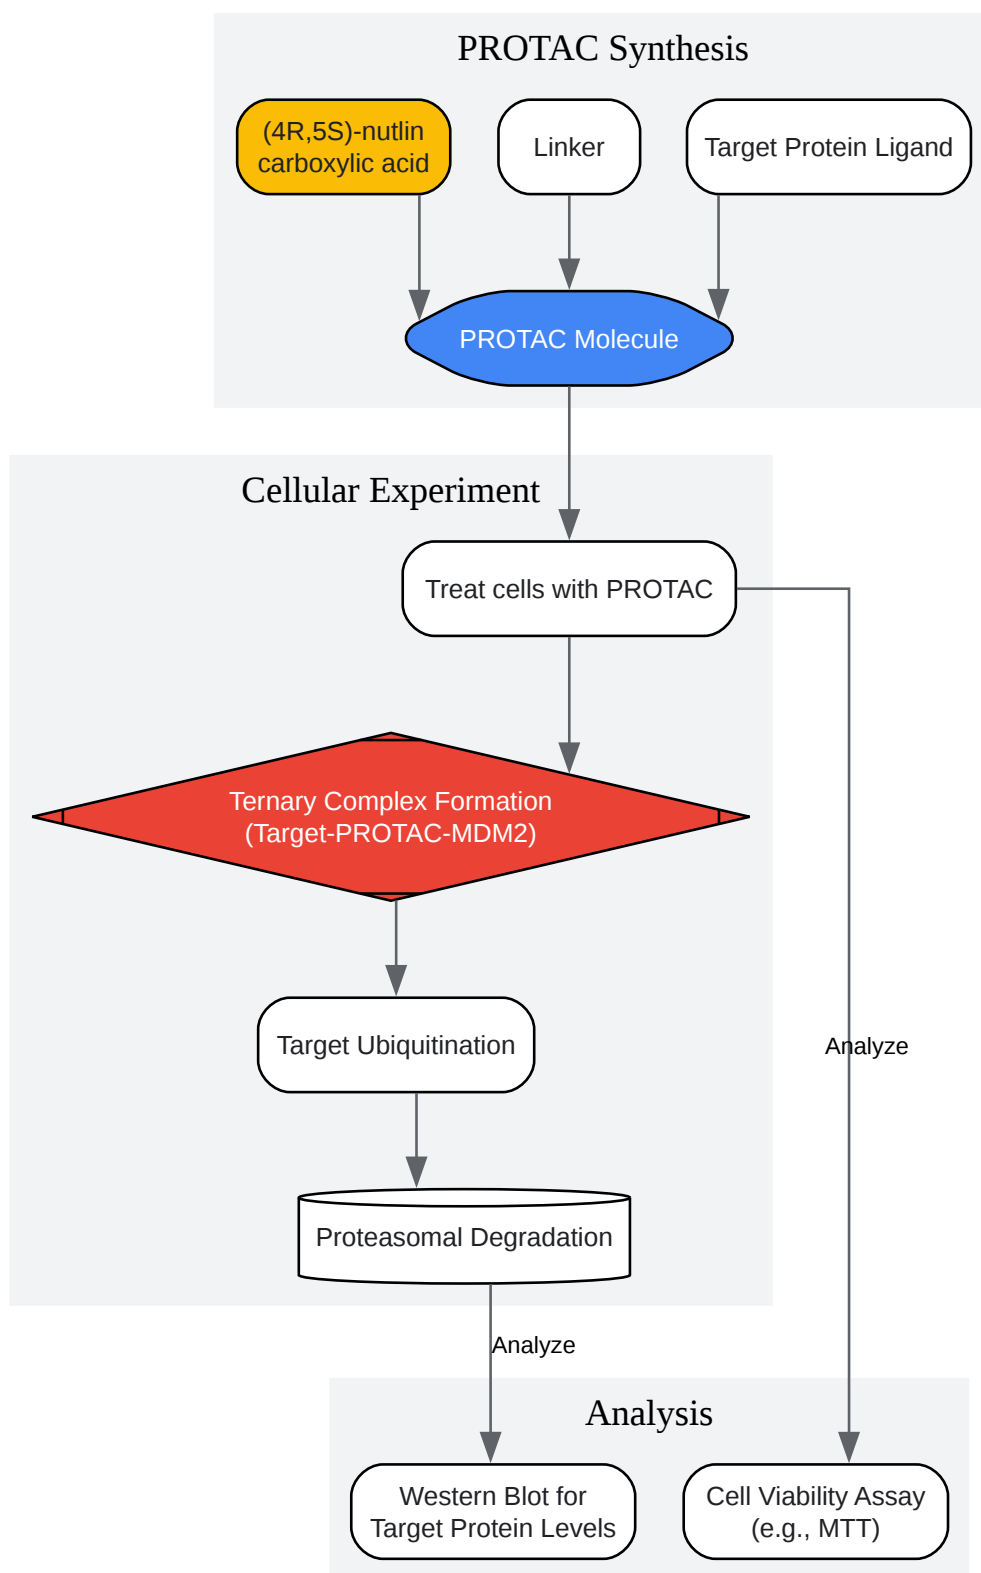 PROTAC Synthesis
(4R,5S)-nutlin
carboxylic acid
Linker
Target Protein Ligand
PROTAC Molecule
Cellular Experiment
Treat cells with PROTAC
Ternary Complex Formation
(Target-PROTAC-MDM2)
Target Ubiquitination
Analyze
Proteasomal Degradation
Analyze
Analysis
Western Blot for
Target Protein Levels
Cell Viability Assay
(e.g., MTT)